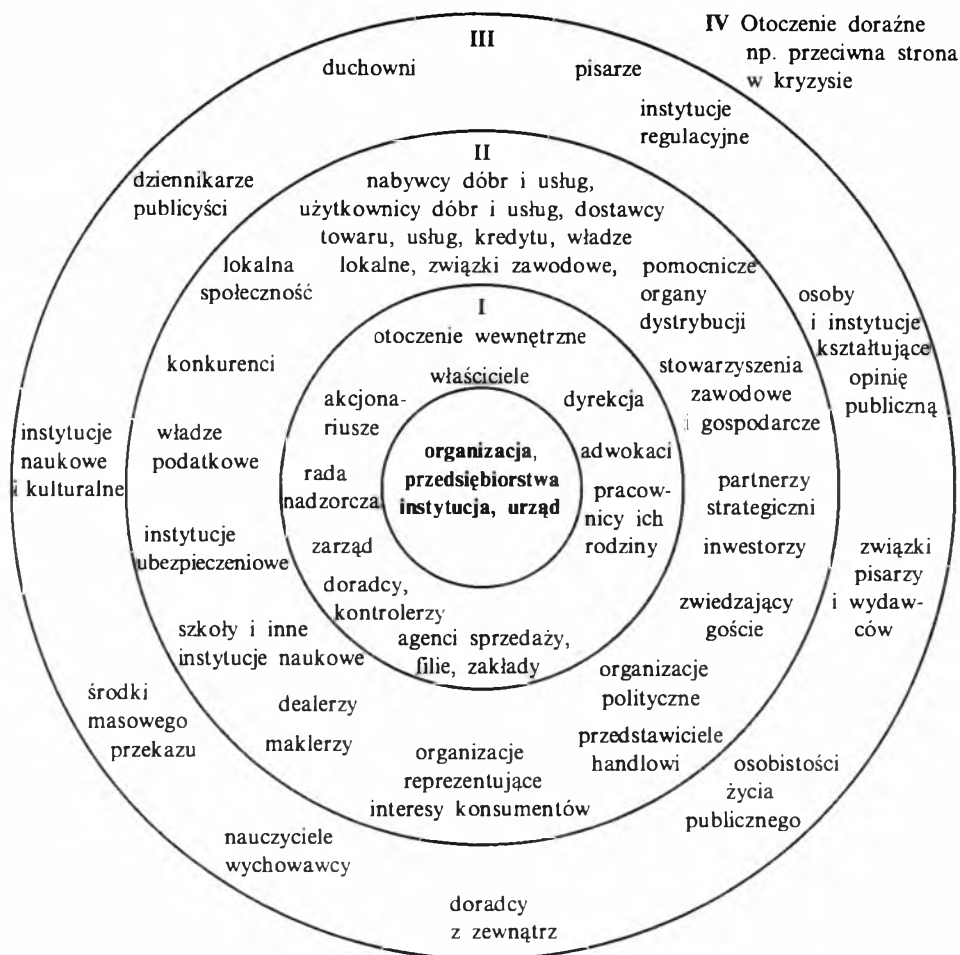 III
IV Otoczenie doraźne
np. przeciwna strona
w kryzysie
duchowni
pisarze
instytucje
regulacyjne
dziennikarze
publicyści
osoby
i instytucje
kształtujące
opinię
publiczną
instytucje
naukowe
i kulturalne
związki
pisarzy
i wydaw-
ców
środki
masowego
przekazu
osobistości
życia
publicznego
nauczyciele
wychowawcy
doradcy
z zewnątrz
II
nabywcy dóbr i usług,
użytkownicy dóbr i usług, dostawcy
towaru, usług, kredytu, władze
lokalne, związki zawodowe,
lokalna
społeczność
pomocnicze
organy
dystrybucji
konkurenci
stowarzyszenia
zawodowe
i gospodarcze
władze
podatkowe
partnerzy
strategiczni
instytucje
ubezpieczeniowe
inwestorzy
zwiedzający
goście
szkoły i inne
instytucje naukowe
organizacje
polityczne
dealerzy
maklerzy
przedstawiciele
handlowi
organizacje
reprezentujące
interesy konsumentów
I
otoczenie wewnętrzne
właściciele
akcjona-
riusze
dyrekcja
adwokaci
rada
nadzorcza
pracow-
nicy ich
rodziny
zarząd
doradcy,
kontrolerzy
agenci sprzedaży,
filie, zakłady
organizacja,
przedsiębiorstwa
instytucja, urząd